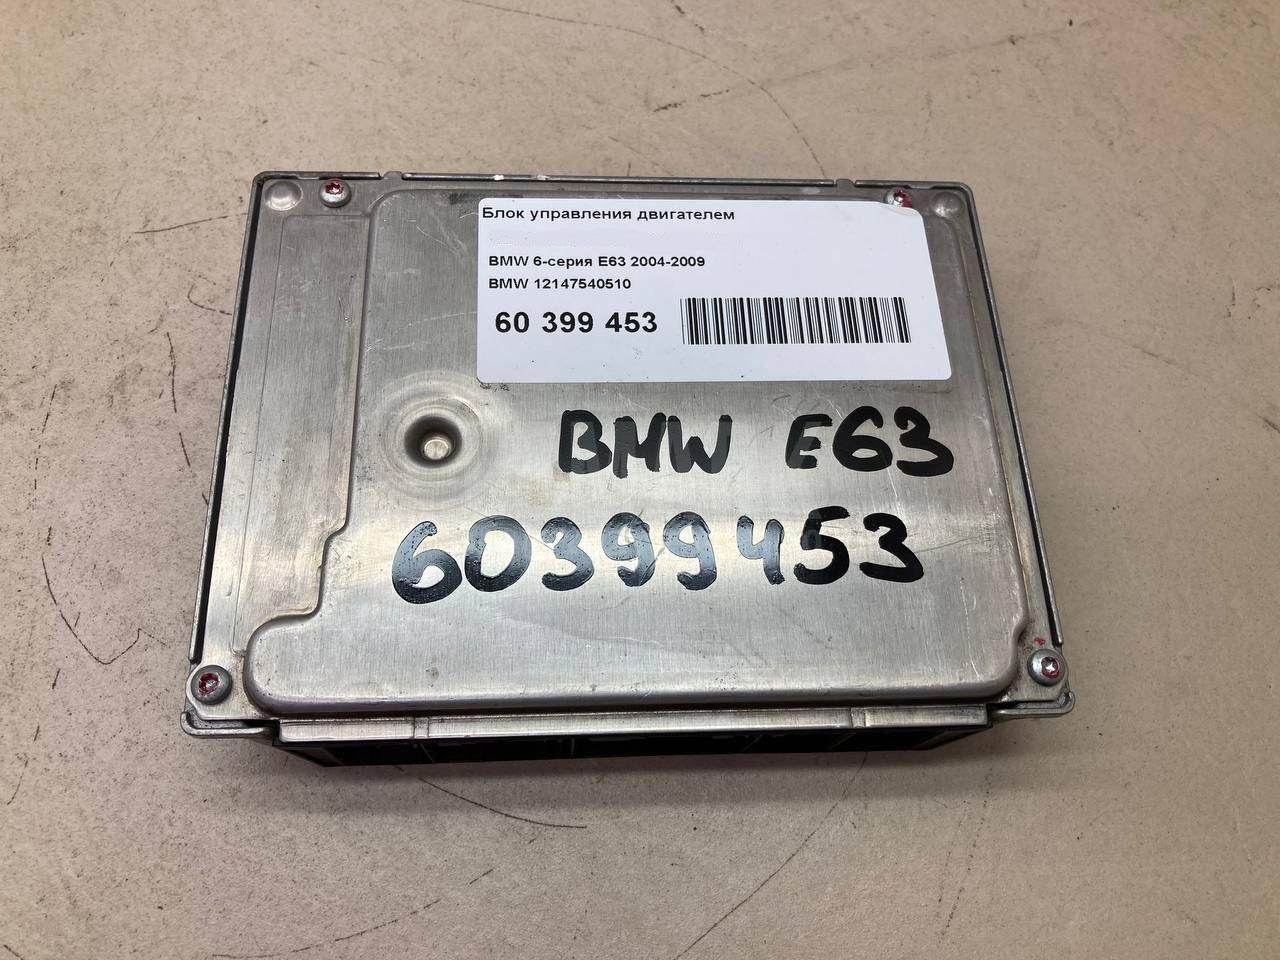 Блок управления двигателем
BMW 6-серия E63 2004-2009
BMW 12147540510
60 399 453
BMW E63
60399453